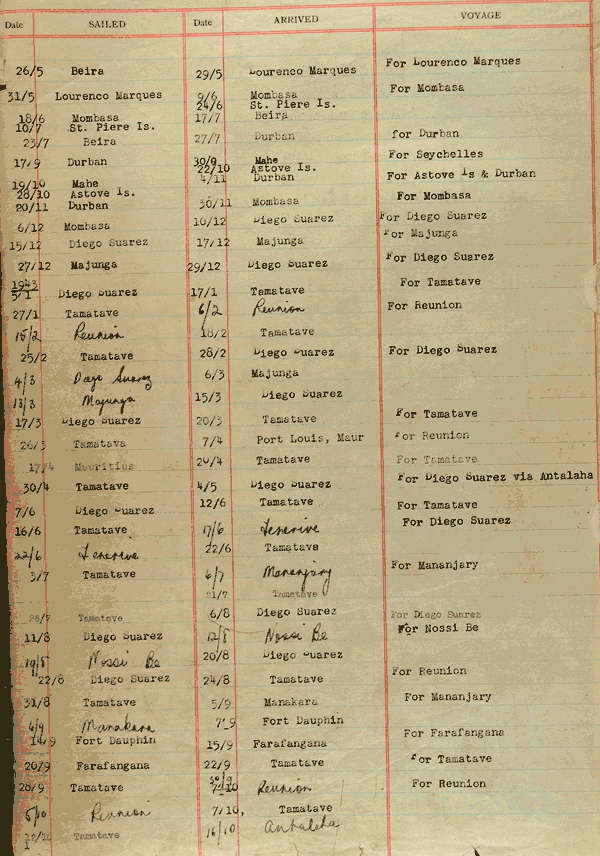 Date SAILED Date ARRIVED VOYAGE
26/5 Beira 29/5 Lourenco Marques For Lourenco Marques
31/5 Lourenco Marques 9/6 Mombasa For Mombasa
24/6 St. Piere Is.
18/6 Mombasa 17/7 Beira
10/7 St. Piere Is.
23/7 Beira 27/7 Durban for Durban
17/9 Durban 30/9 Mahe For Seychelles
22/10 Astove Is.
4/11 Durban For Astove Is & Durban
19/10 Mahe
28/10 Astove Is.
20/11 Durban 30/11 Mombasa For Mombasa
6/12 Mombasa 10/12 Diego Suarez For Diego Suarez
15/12 Diego Suarez 17/12 Majunga For Majunga
27/12 Majunga 29/12 Diego Suarez For Diego Suarez
1943
5/1 Diego Suarez 17/1 Tamatave For Tamatave
27/1 Tamatave 6/2 Reunion For Reunion
15/2 Reunion 18/2 Tamatave
25/2 Tamatave 28/2 Diego Suarez For Diego Suarez
4/3 Suarez 6/3 Majunga
13/3 Majunga 15/3 Diego Suarez
17/3 Diego Suarez 20/3 Tamatave For Tamatave
26/3 Tamatava 7/4 Port Louis, Maur For Reunion
17/4 Mauritius 20/4 Tamatave For Tamatave
30/4 Tamatave 4/5 Diego Suarez For Diego Suarez via Antalaha
7/6 Diego Suarez 12/6 Tamatave For Tamatave
16/6 Tamatave 17/6 Fenerive For Diego Suarez
22/6 Fenerive 22/6 Tamatave
3/7 Tamatave 6/7 Mananjary For Mananjary
21/7 Tamatave
Tamatave 6/8 Diego Suarez For Diego Suarez
11/8 Diego Suarez 12/8 Nossi Be For Nossi Be
19/8 Nossi Be 20/8 Diego Suarez
22/8 Diego Suarez 24/8 Tamatave For Reunion
31/8 Tamatave 5/9 Manakara For Mananjary
6/9 Manakara 7/9 Fort Dauphin
14/9 Fort Dauphin 15/9 Farafangana For Farafangana
20/9 Farafangana 22/9 Tamatave For Tamatave
30/9
20/9 Tamatave 7/10 Reunion For Reunion
5/10 Reunion 7/10, Tamatave
Tamatave 16/10 Antalaha